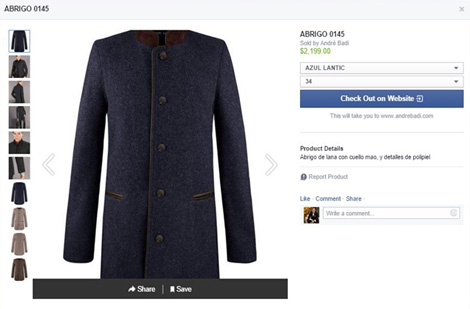 ABRIGO 0145
ABRIGO 0145
Sold by André Badi
$2,199.00
AZUL LANTIC
34
Check Out on Website
This will take you to www.andrebadi.com
Product Details
Abrigo de lana con cuello mao, y detalles de polipiel
Report Product
Like · Comment · Share ·
Write a comment...
Share
Save